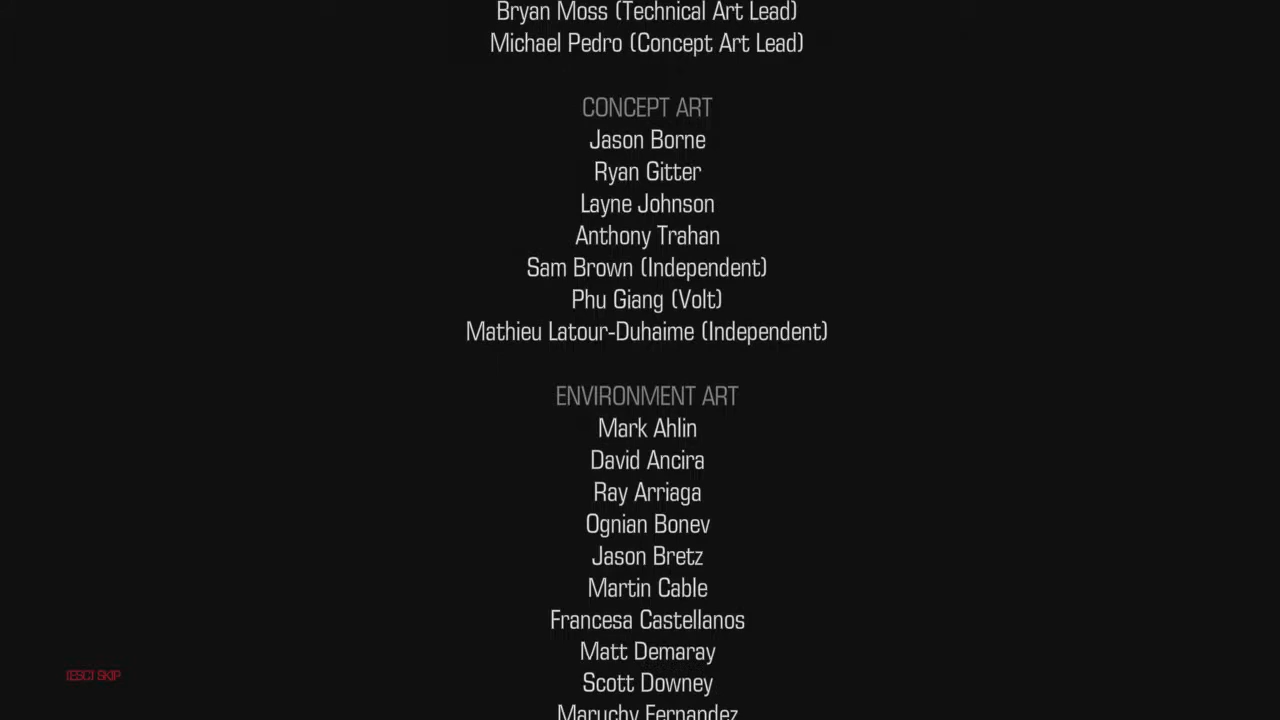 Bryan Moss (Technical Art Lead)
Michael Pedro (Concept Art Lead)
CONCEPT ART
Jason Borne
Ryan Gitter
Layne Johnson
Anthony Trahan
Sam Brown (Independent)
Phu Giang (Volt)
Mathieu Latour-Duhaime (Independent)
ENVIRONMENT ART
Mark Ahlin
David Ancira
Ray Arriaga
Ognian Bonev
Jason Bretz
Martin Cable
Francesa Castellanos
Matt Demaray
Scott Downey
Maruchy Fernandez
[ESC] SKIP